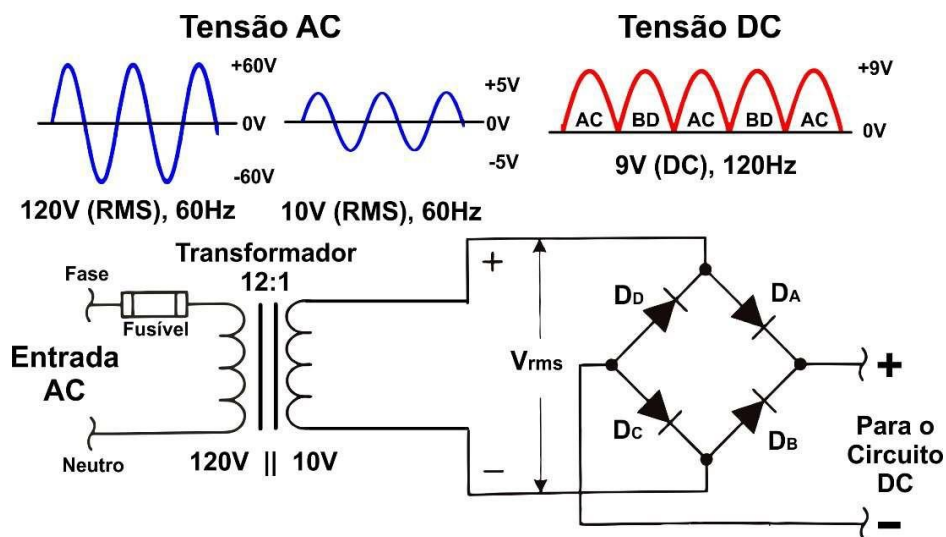 Tensão AC
Tensão DC
+60V
0V
-60V
+5V
0V
-5V
+9V
AC BD AC BD AC
0V
120V (RMS), 60Hz
10V (RMS), 60Hz
9V (DC), 120Hz
Transformador
12:1
Fase
Fusível
Entrada
AC
Neutro
120V || 10V
+
Vrms
−
DD
DA
DC
DB
+
Para o
Circuito
DC
−